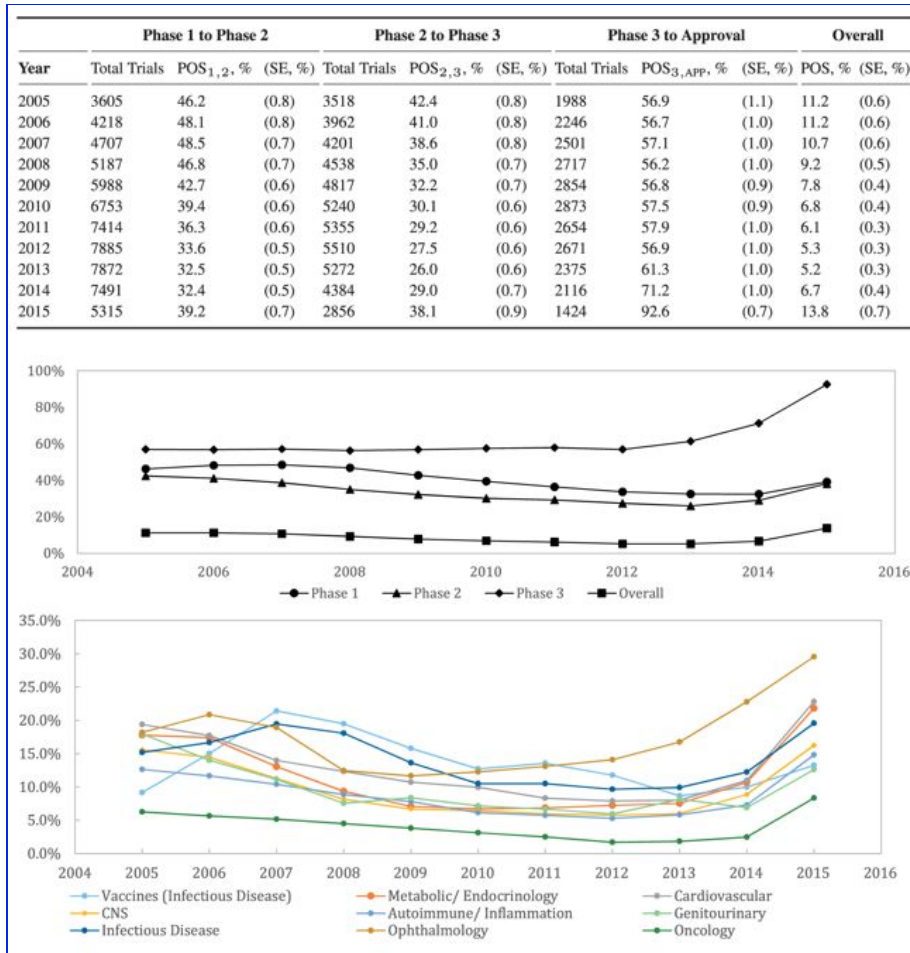 Phase 1 to Phase 2 Phase 2 to Phase 3 Phase 3 to Approval Overall
Year Total Trials POS1,2, % (SE, %) Total Trials POS2,3, % (SE, %) Total Trials POS3,APP, % (SE, %) POS, % (SE, %)
2005 3605 46.2 (0.8) 3518 42.4 (0.8) 1988 56.9 (1.1) 11.2 (0.6)
2006 4218 48.1 (0.8) 3962 41.0 (0.8) 2246 56.7 (1.0) 11.2 (0.6)
2007 4707 48.5 (0.7) 4201 38.6 (0.8) 2501 57.1 (1.0) 10.7 (0.6)
2008 5187 46.8 (0.7) 4538 35.0 (0.7) 2717 56.2 (1.0) 9.2 (0.5)
2009 5988 42.7 (0.6) 4817 32.2 (0.7) 2854 56.8 (0.9) 7.8 (0.4)
2010 6753 39.4 (0.6) 5240 30.1 (0.6) 2873 57.5 (0.9) 6.8 (0.4)
2011 7414 36.3 (0.6) 5355 29.2 (0.6) 2654 57.9 (1.0) 6.1 (0.3)
2012 7885 33.6 (0.5) 5510 27.5 (0.6) 2671 56.9 (1.0) 5.3 (0.3)
2013 7872 32.5 (0.5) 5272 26.0 (0.6) 2375 61.3 (1.0) 5.2 (0.3)
2014 7491 32.4 (0.5) 4384 29.0 (0.7) 2116 71.2 (1.0) 6.7 (0.4)
2015 5315 39.2 (0.7) 2856 38.1 (0.9) 1424 92.6 (0.7) 13.8 (0.7)
100%
80%
60%
40%
20%
0%
2004 2006 2008 2010 2012 2014 2016
Phase 1 Phase 2 Phase 3 Overall
35.0%
30.0%
25.0%
20.0%
15.0%
10.0%
5.0%
0.0%
2004 2005 2006 2007 2008 2009 2010 2011 2012 2013 2014 2015 2016
Vaccines (Infectious Disease) Metabolic/ Endocrinology Cardiovascular
CNS Autoimmune/ Inflammation Genitourinary
Infectious Disease Ophthalmology Oncology